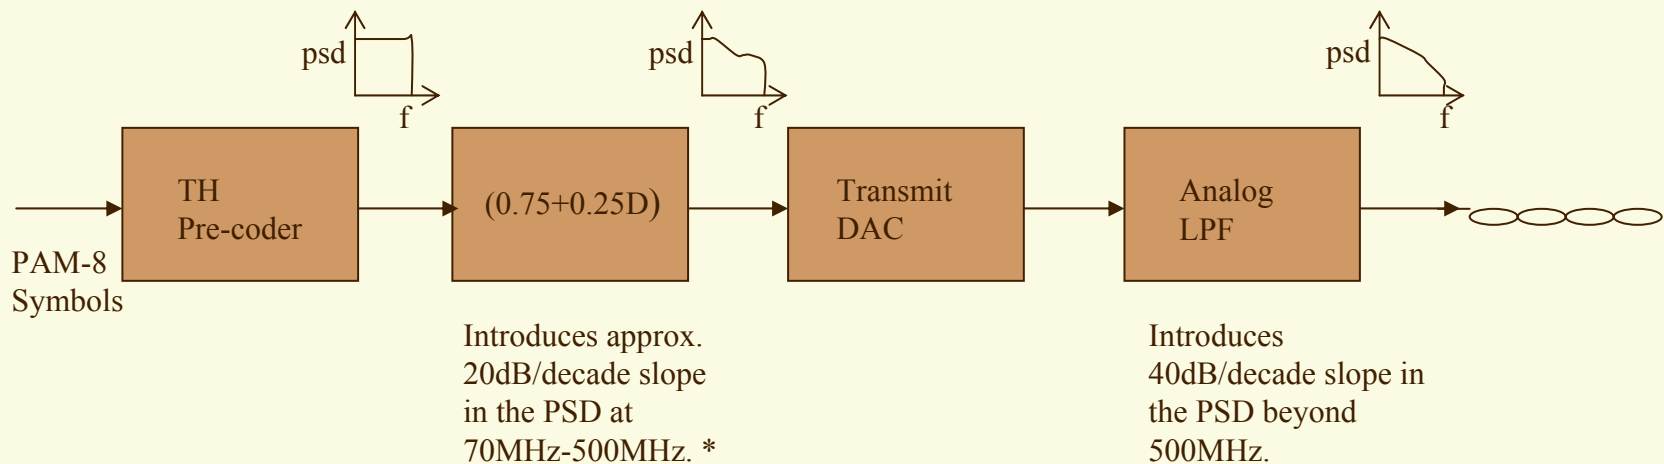 psd
f
psd
f
psd
f
TH
Pre-coder
(0.75+0.25D)
Transmit
DAC
Analog
LPF
PAM-8
Symbols
Introduces approx.
20dB/decade slope
in the PSD at
70MHz-500MHz. *
Introduces
40dB/decade slope in
the PSD beyond
500MHz.